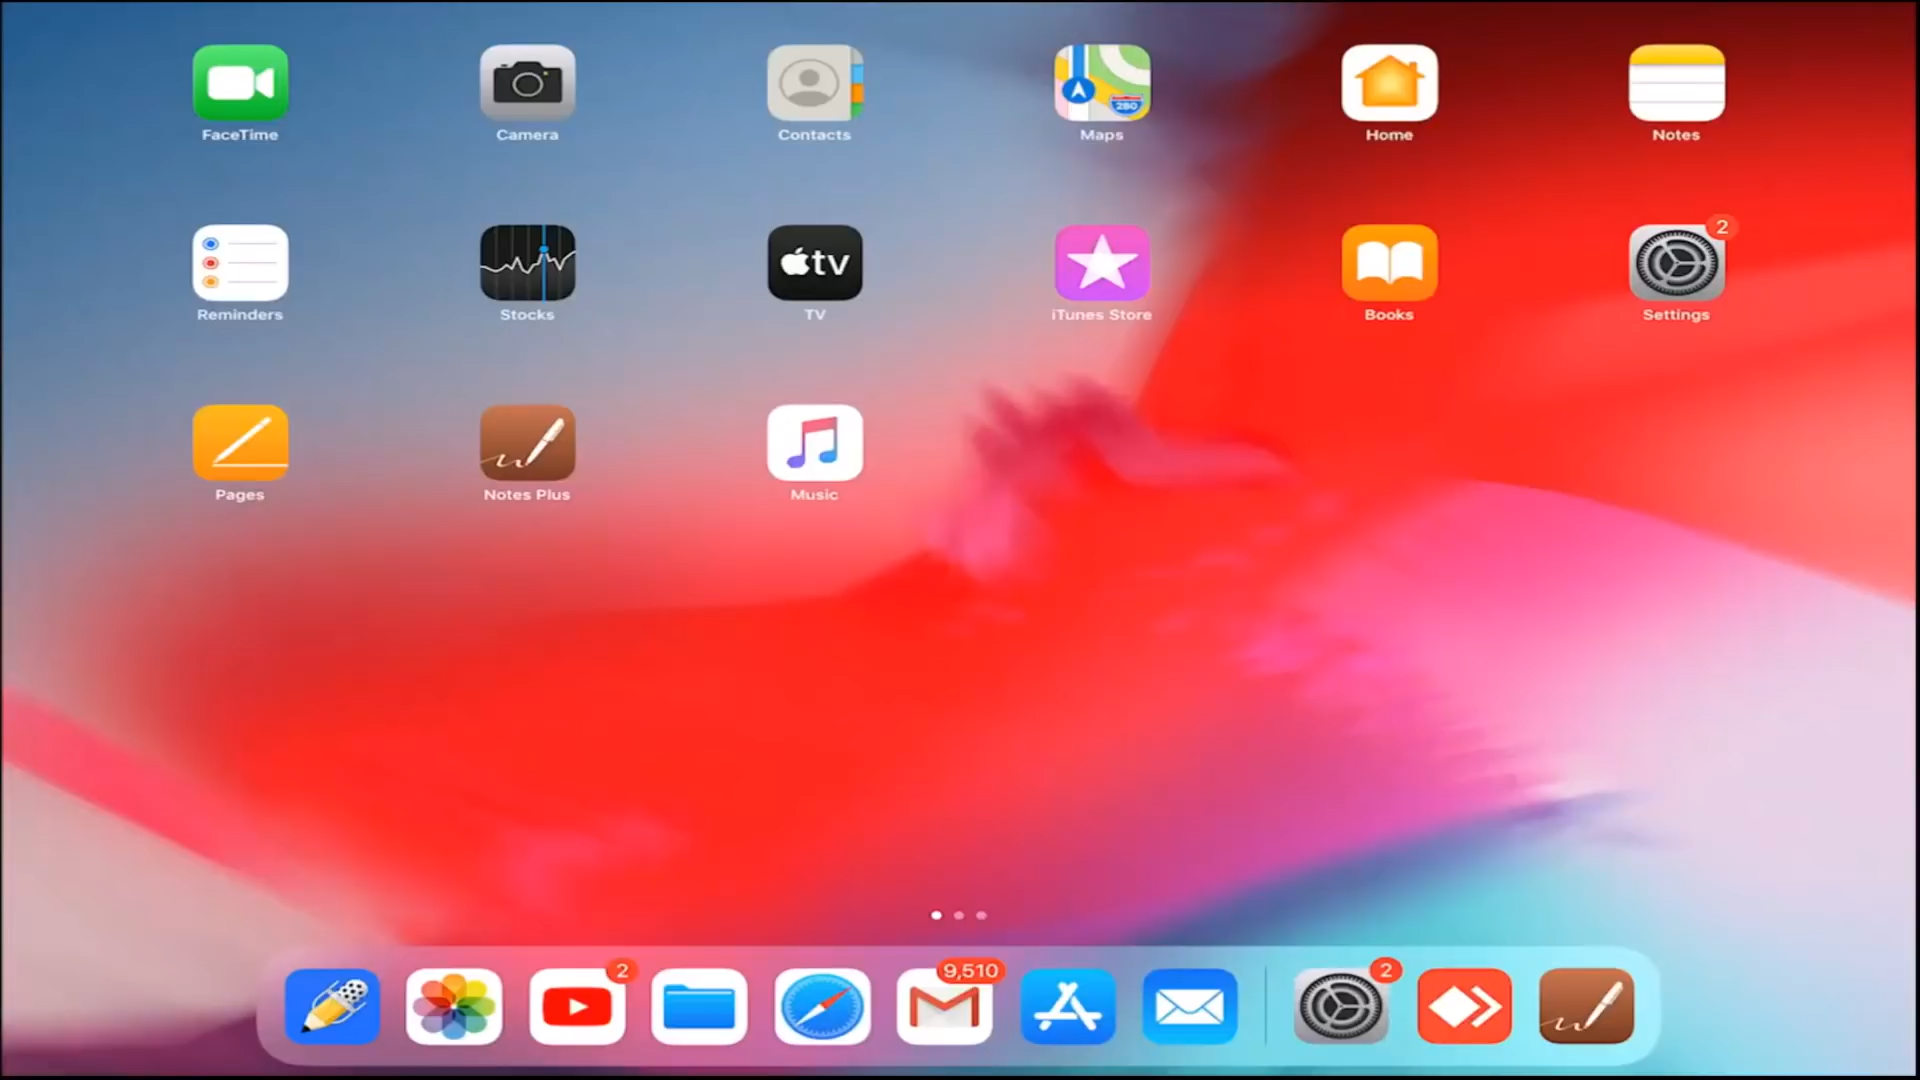 280
FaceTime
Camera
Contacts
Maps
Home
Notes
tv
2
Reminders
Stocks
TV
iTunes Store
Books
Settings
Pages
Notes Plus
Music
2
9,510
2